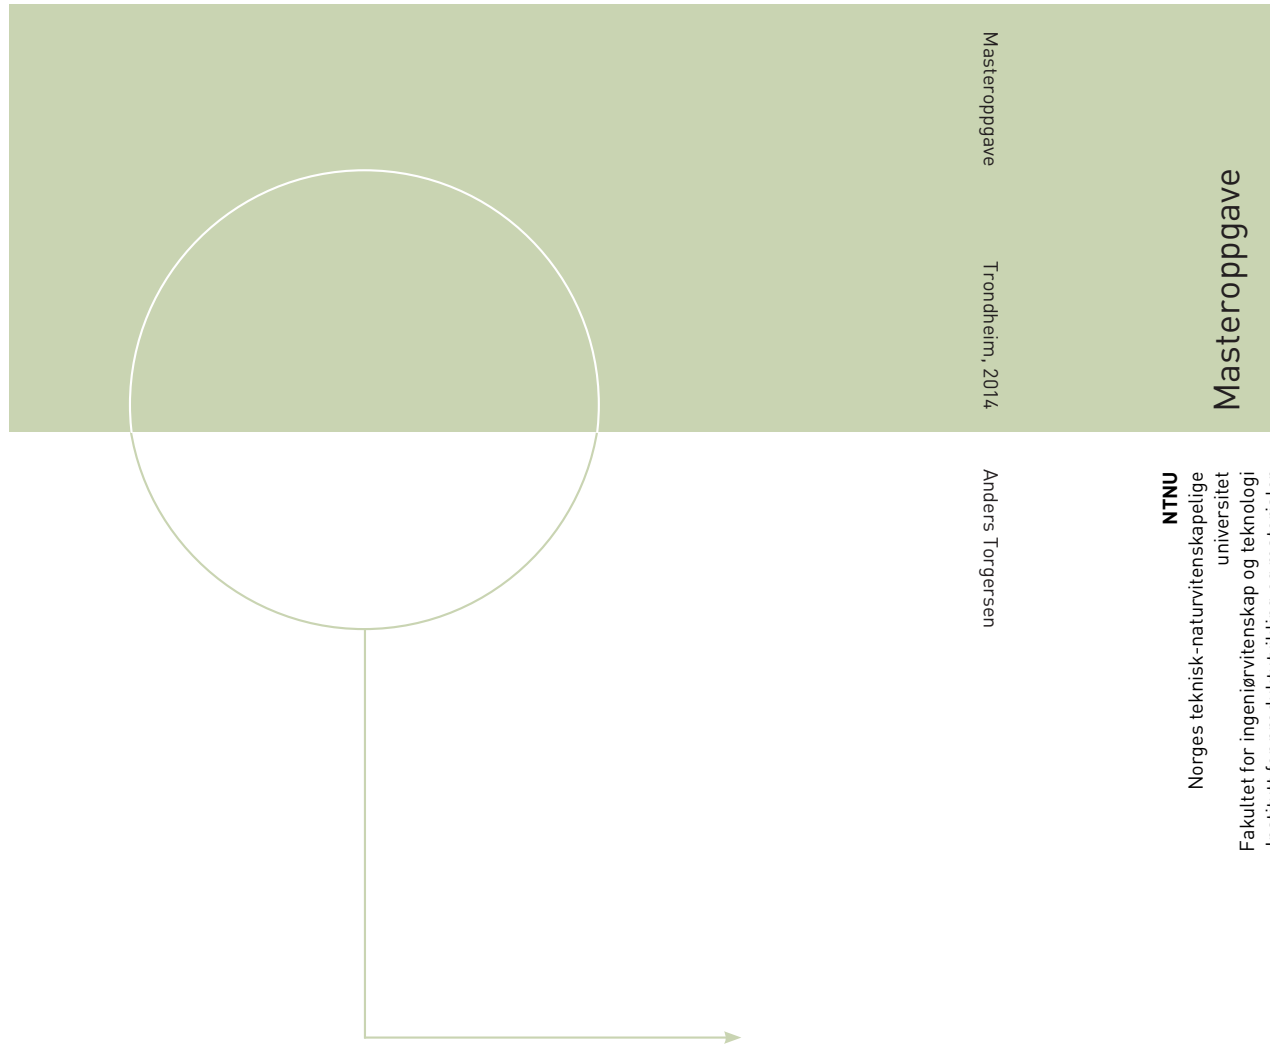 Masteroppgave
Trondheim, 2014
Anders Torgersen
Masteroppgave
NTNU
Norges teknisk-naturvitenskapelige
universitet
Fakultet for ingeniørvitenskap og teknologi